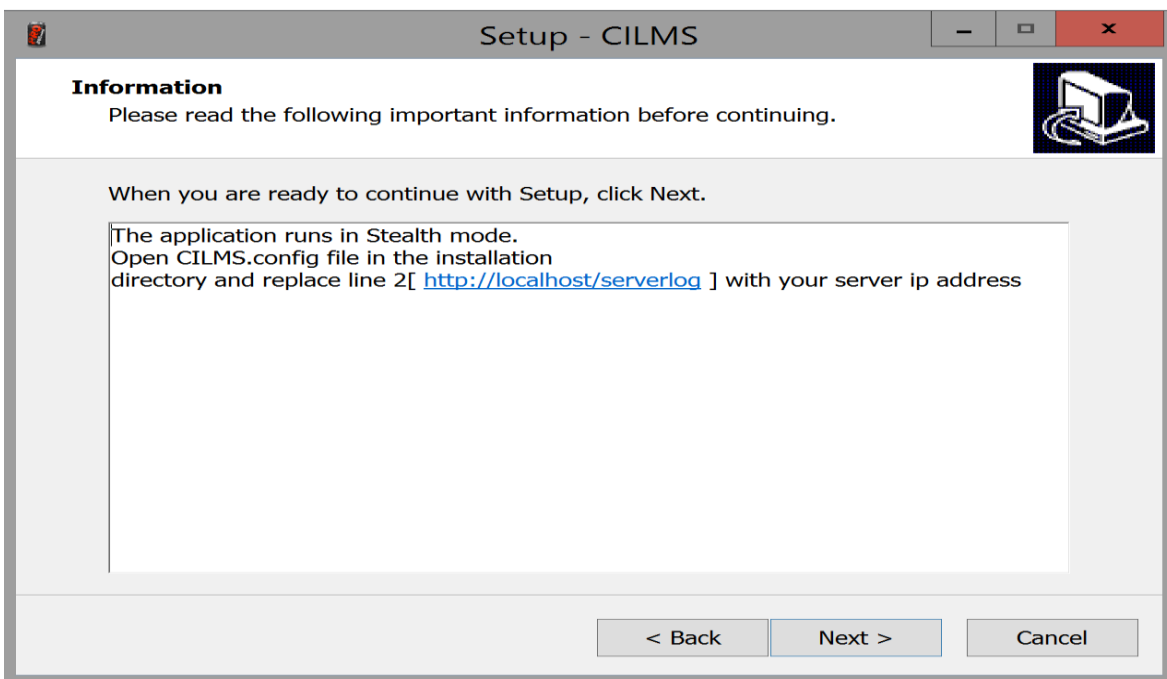 Setup - CILMS
Information
Please read the following important information before continuing.
When you are ready to continue with Setup, click Next.
The application runs in Stealth mode.
Open CILMS.config file in the installation
directory and replace line 2[ http://localhost/serverlog ] with your server ip address
< Back Next > Cancel